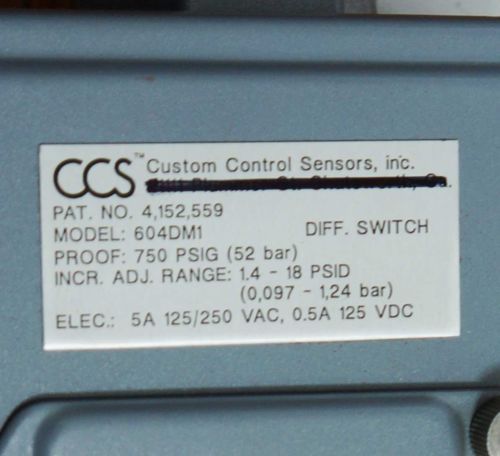 CCS™ Custom Control Sensors, inc.
PAT. NO. 4,152,559
MODEL: 604DM1 DIFF. SWITCH
PROOF: 750 PSIG (52 bar)
INCR. ADJ. RANGE: 1.4 - 18 PSID
(0,097 - 1,24 bar)
ELEC.: 5A 125/250 VAC, 0.5A 125 VDC